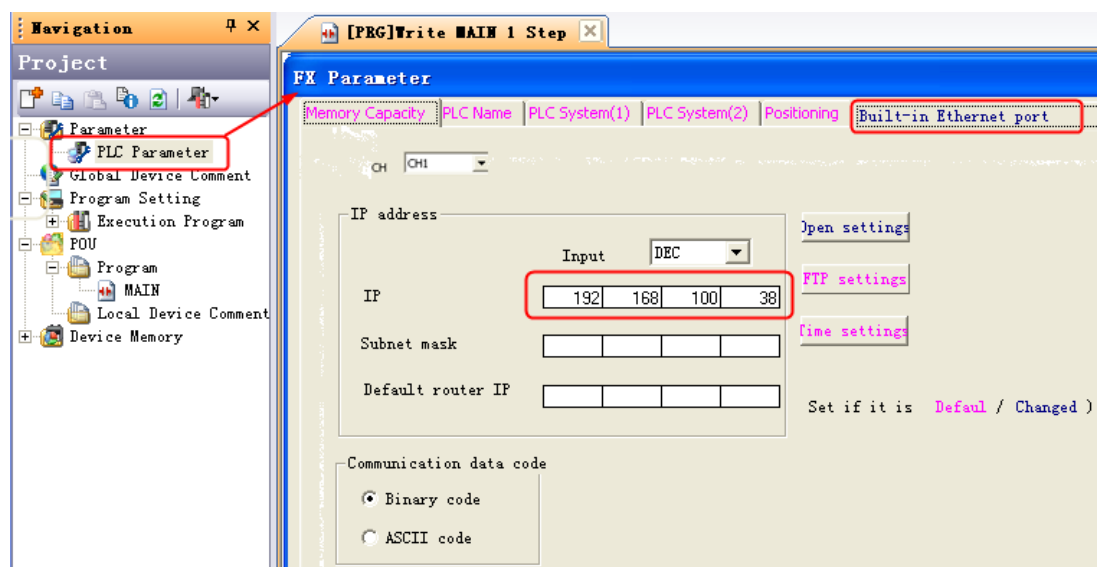 Navigation
[PRG]Write MAIN 1 Step
Project
FX Parameter
Memory Capacity PLC Name PLC System(1) PLC System(2) Positioning Built-in Ethernet port
Parameter
PLC Parameter
Global Device Comment
Program Setting
Execution Program
POU
Program
MAIN
Local Device Comment
Device Memory
CH CH1
IP address
Input DEC
IP 192 168 100 38
Subnet mask
Default router IP
Open settings
FTP settings
Time settings
Set if it is Defaul / Changed )
Communication data code
Binary code
ASCII code